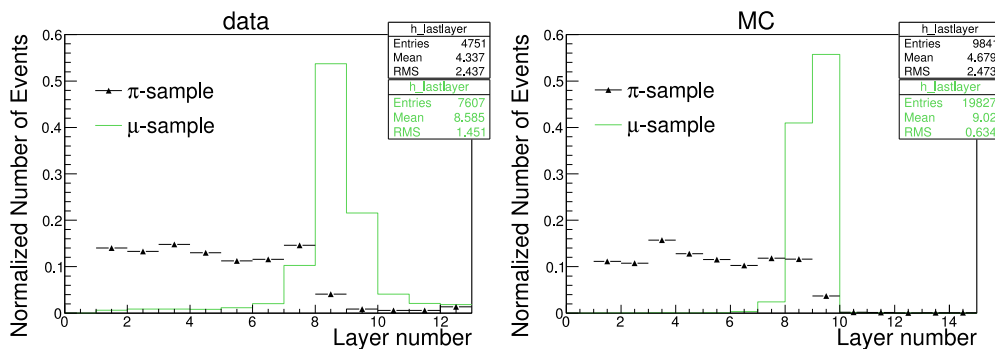 data
Normalized Number of Events
0.6
0.5
0.4
0.3
0.2
0.1
0
π-sample
μ-sample
h_lastlayer
Entries 4751
Mean 4.337
RMS 2.437
h_lastlayer
Entries 7607
Mean 8.585
RMS 1.451
0 2 4 6 8 10 12
Layer number
MC
Normalized Number of Events
0.6
0.5
0.4
0.3
0.2
0.1
0
π-sample
μ-sample
h_lastlayer
Entries 9841
Mean 4.679
RMS 2.473
h_lastlayer
Entries 19827
Mean 9.02
RMS 0.634
0 2 4 6 8 10 12 14
Layer number